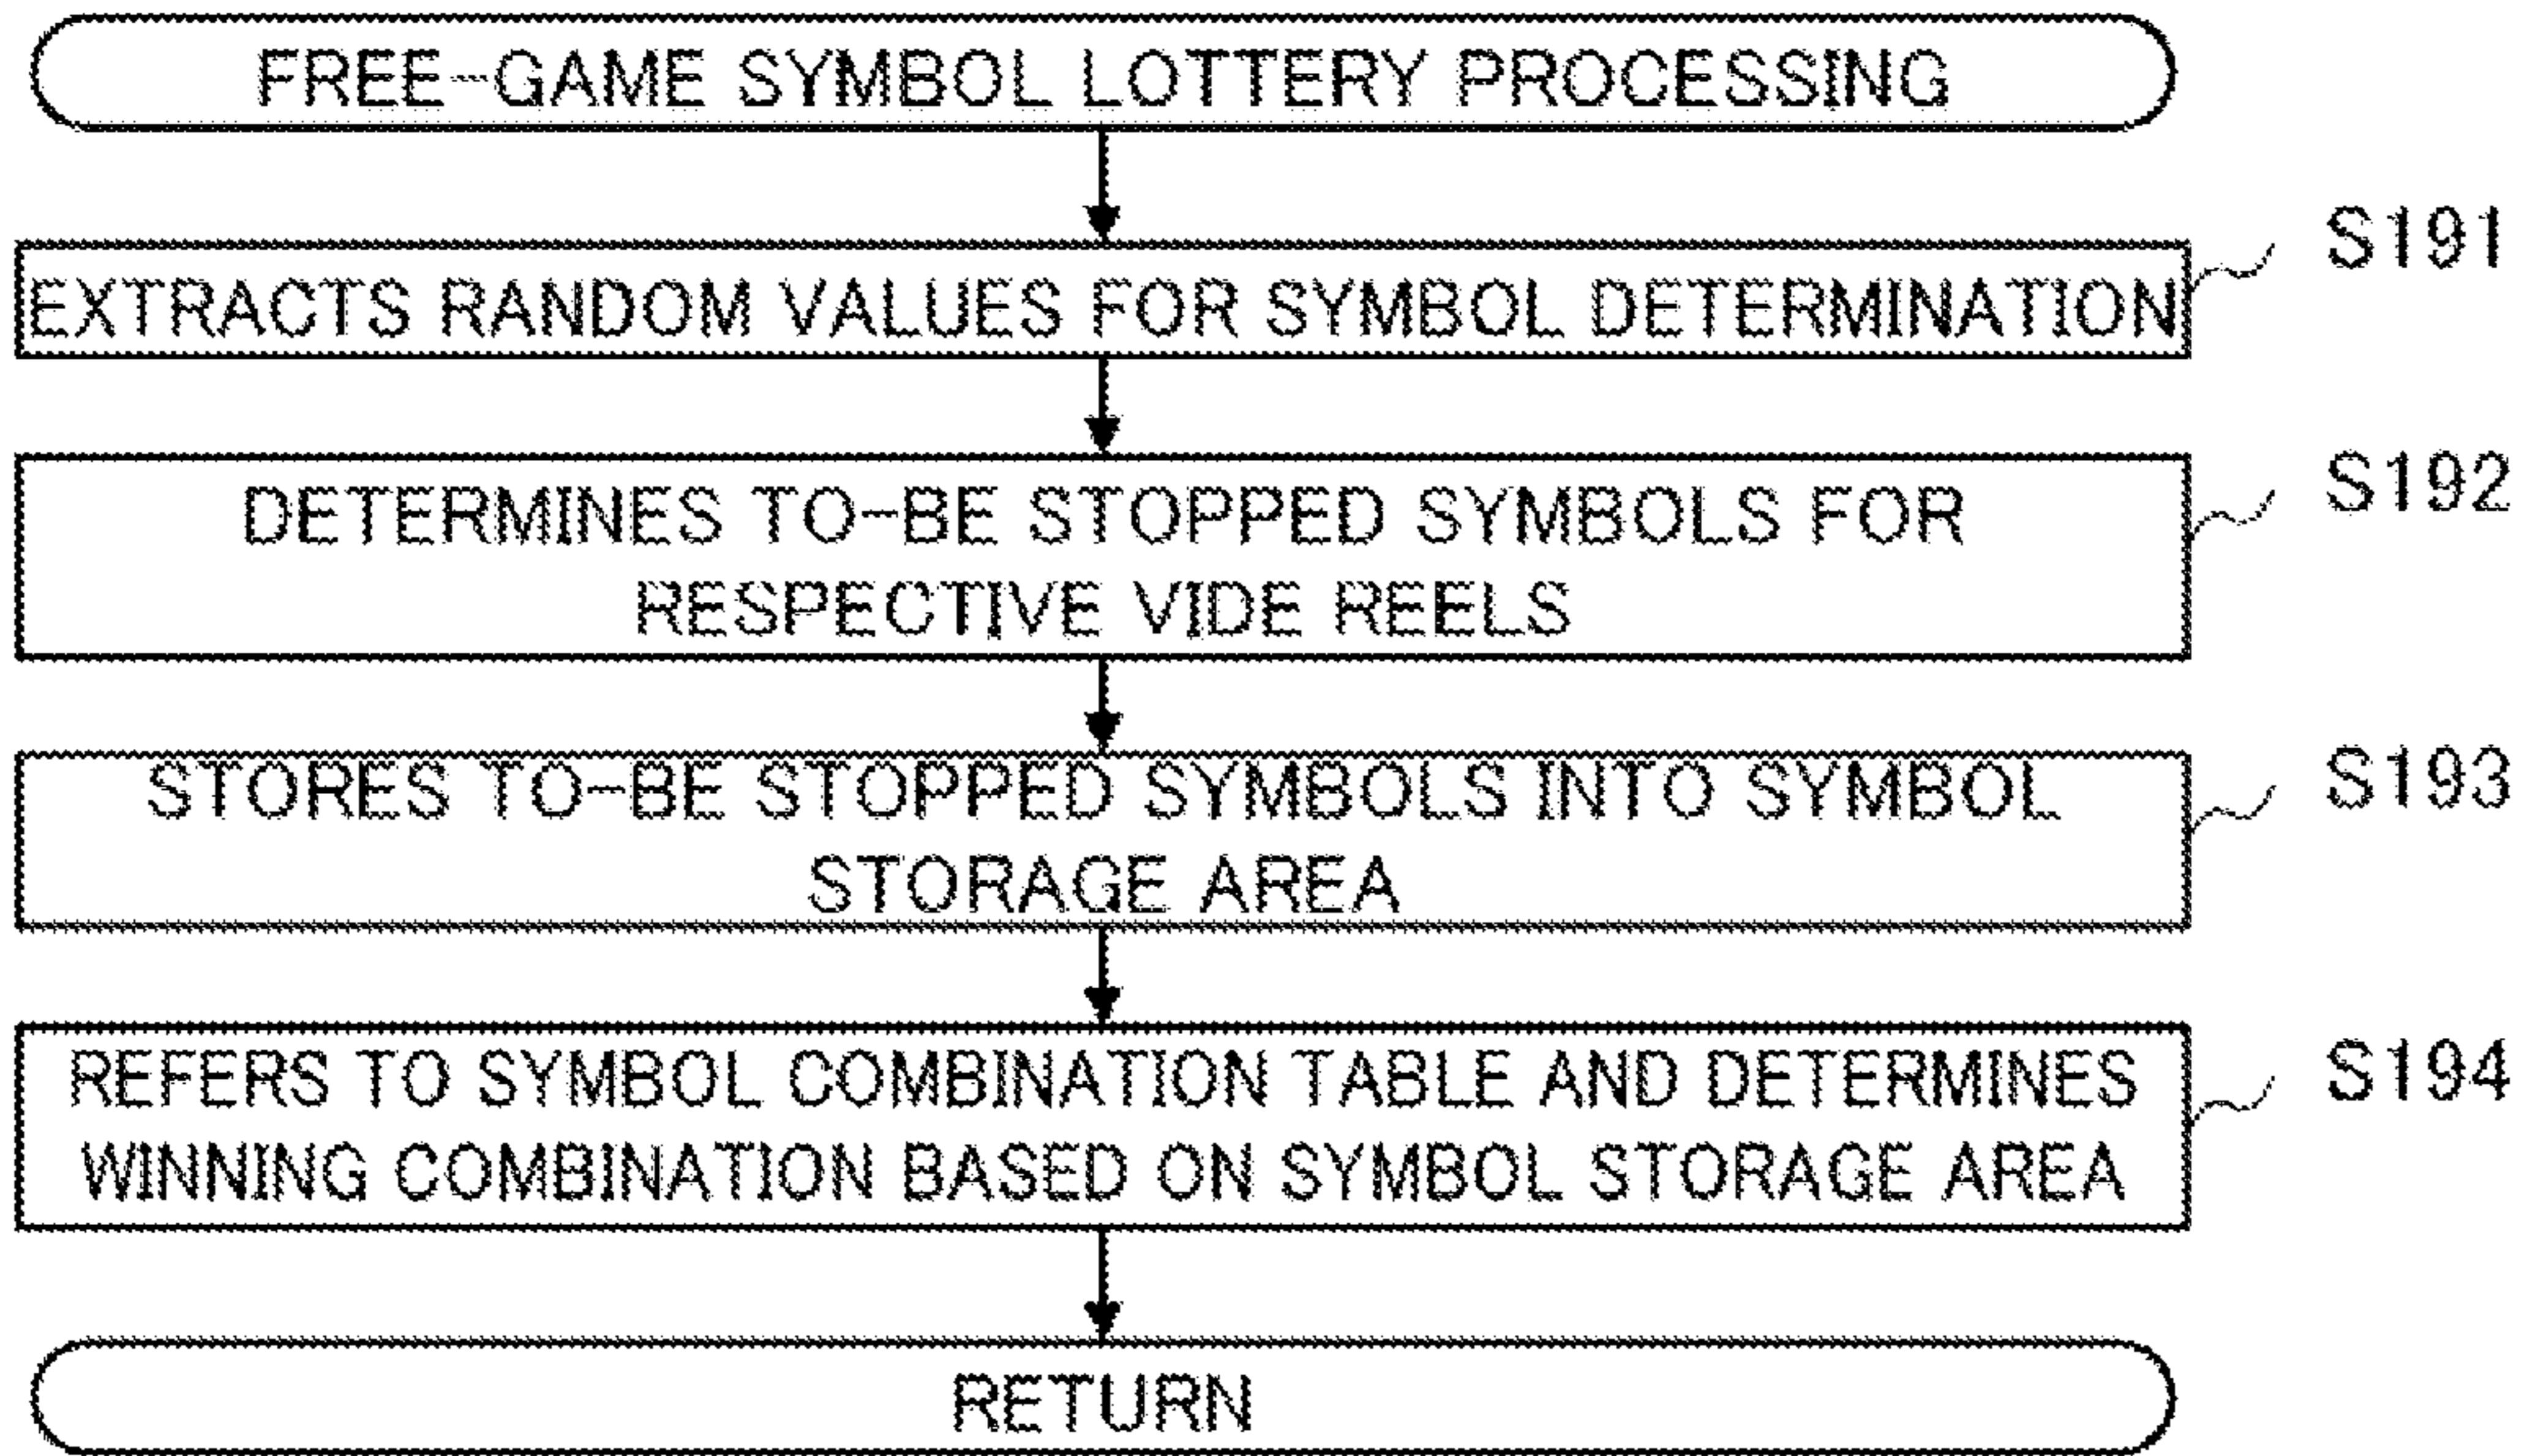 FREE-GAME SYMBOL LOTTERY PROCESSING
S191
EXTRACTS RANDOM VALUES FOR SYMBOL DETERMINATION
S192
DETERMINES TO-BE STOPPED SYMBOLS FOR
RESPECTIVE VIDE REELS
S193
STORES TO-BE STOPPED SYMBOLS INTO SYMBOL
STORAGE AREA
S194
REFERS TO SYMBOL COMBINATION TABLE AND DETERMINES
WINNING COMBINATION BASED ON SYMBOL STORAGE AREA
RETURN